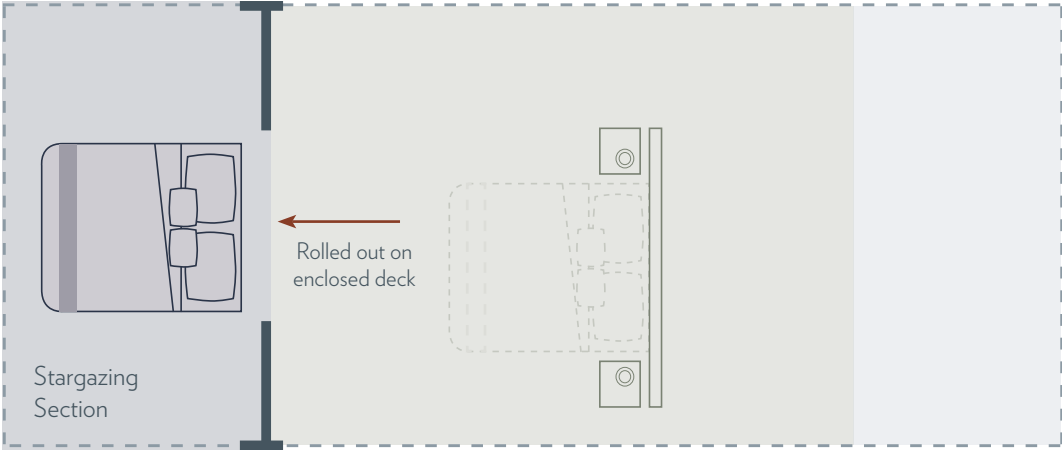 Rolled out on
enclosed deck
Stargazing
Section